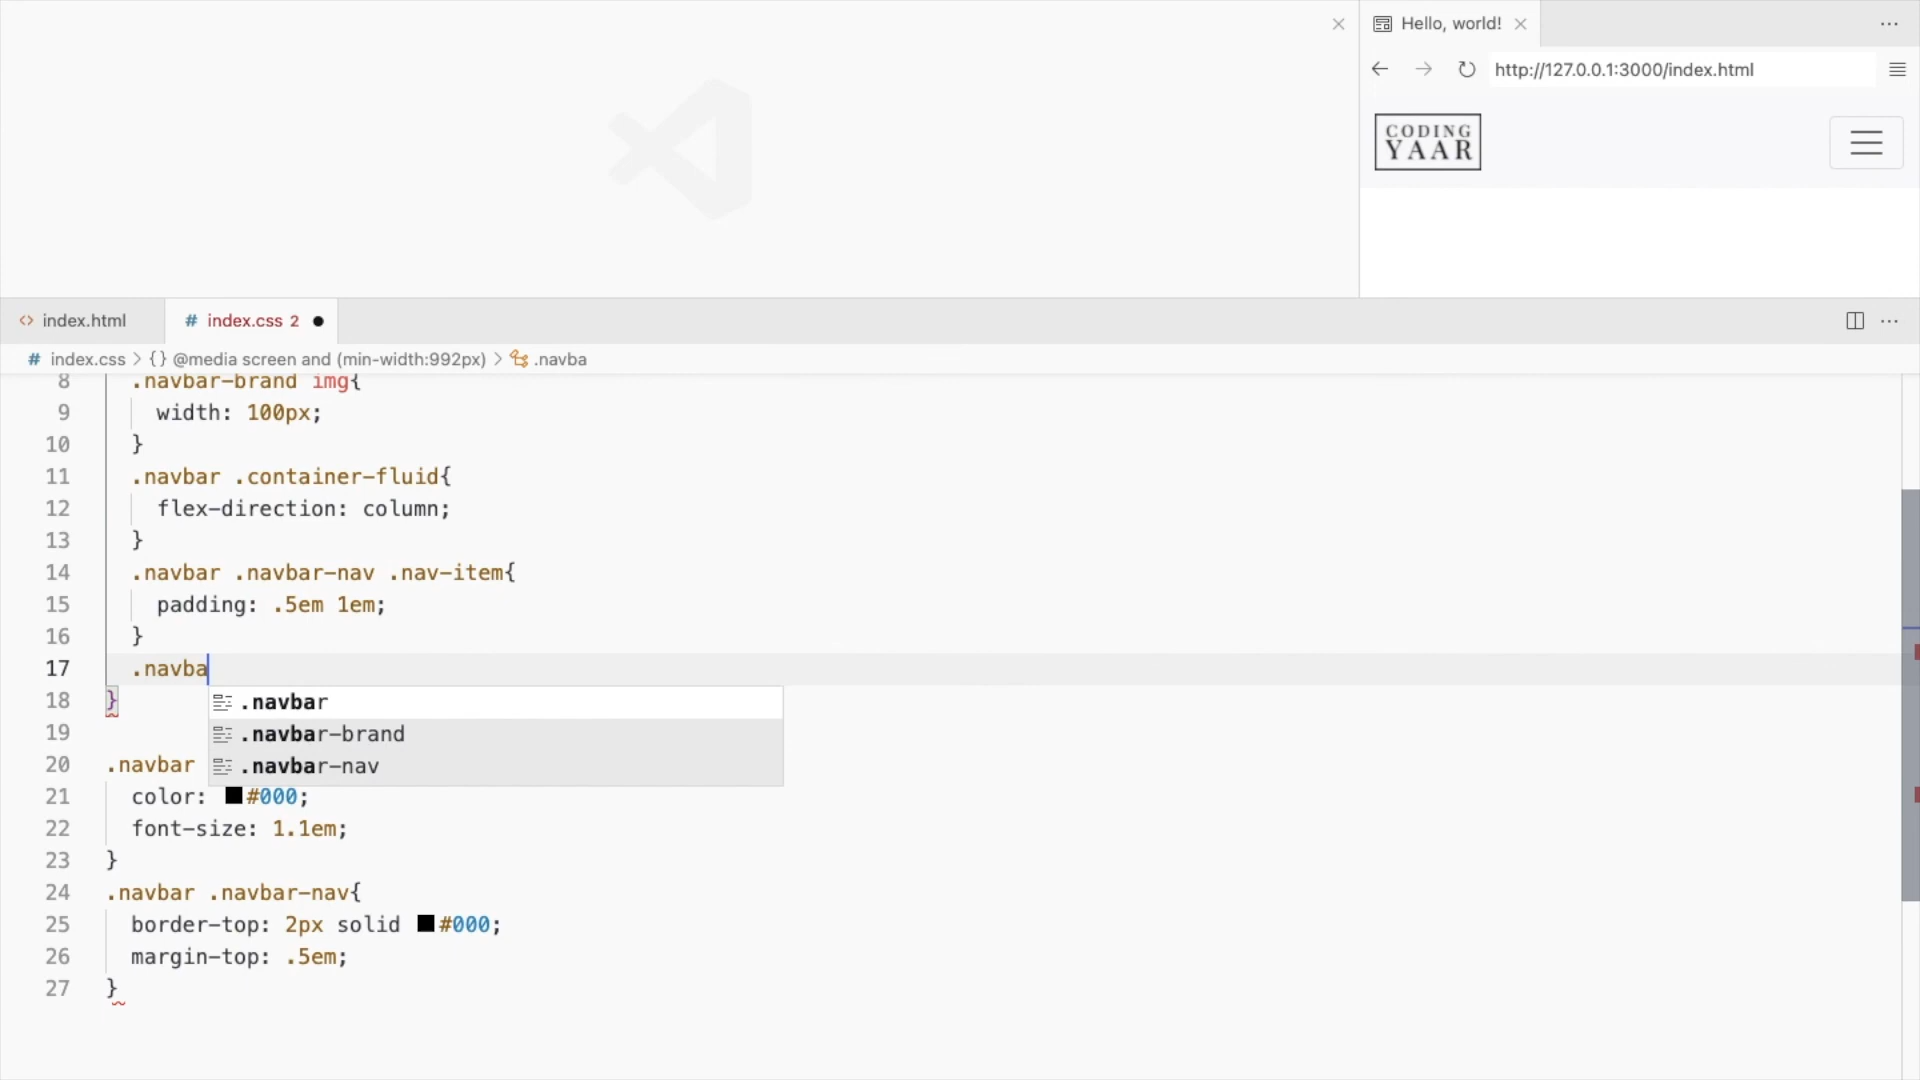 Hello, world!
http://127.0.0.1:3000/index.html
CODING
YAAR
index.html
# index.css 2
# index.css > {} @media screen and (min-width:992px) > .navba
8 .navbar-brand img{
9 width: 100px;
10 }
11 .navbar .container-fluid{
12 flex-direction: column;
13 }
14 .navbar .navbar-nav .nav-item{
15 padding: .5em 1em;
16 }
17 .navba
18 }
.navbar
19
.navbar-brand
20 .navbar
.navbar-nav
21 color: #000;
22 font-size: 1.1em;
23 }
24 .navbar .navbar-nav{
25 border-top: 2px solid #000;
26 margin-top: .5em;
27 }